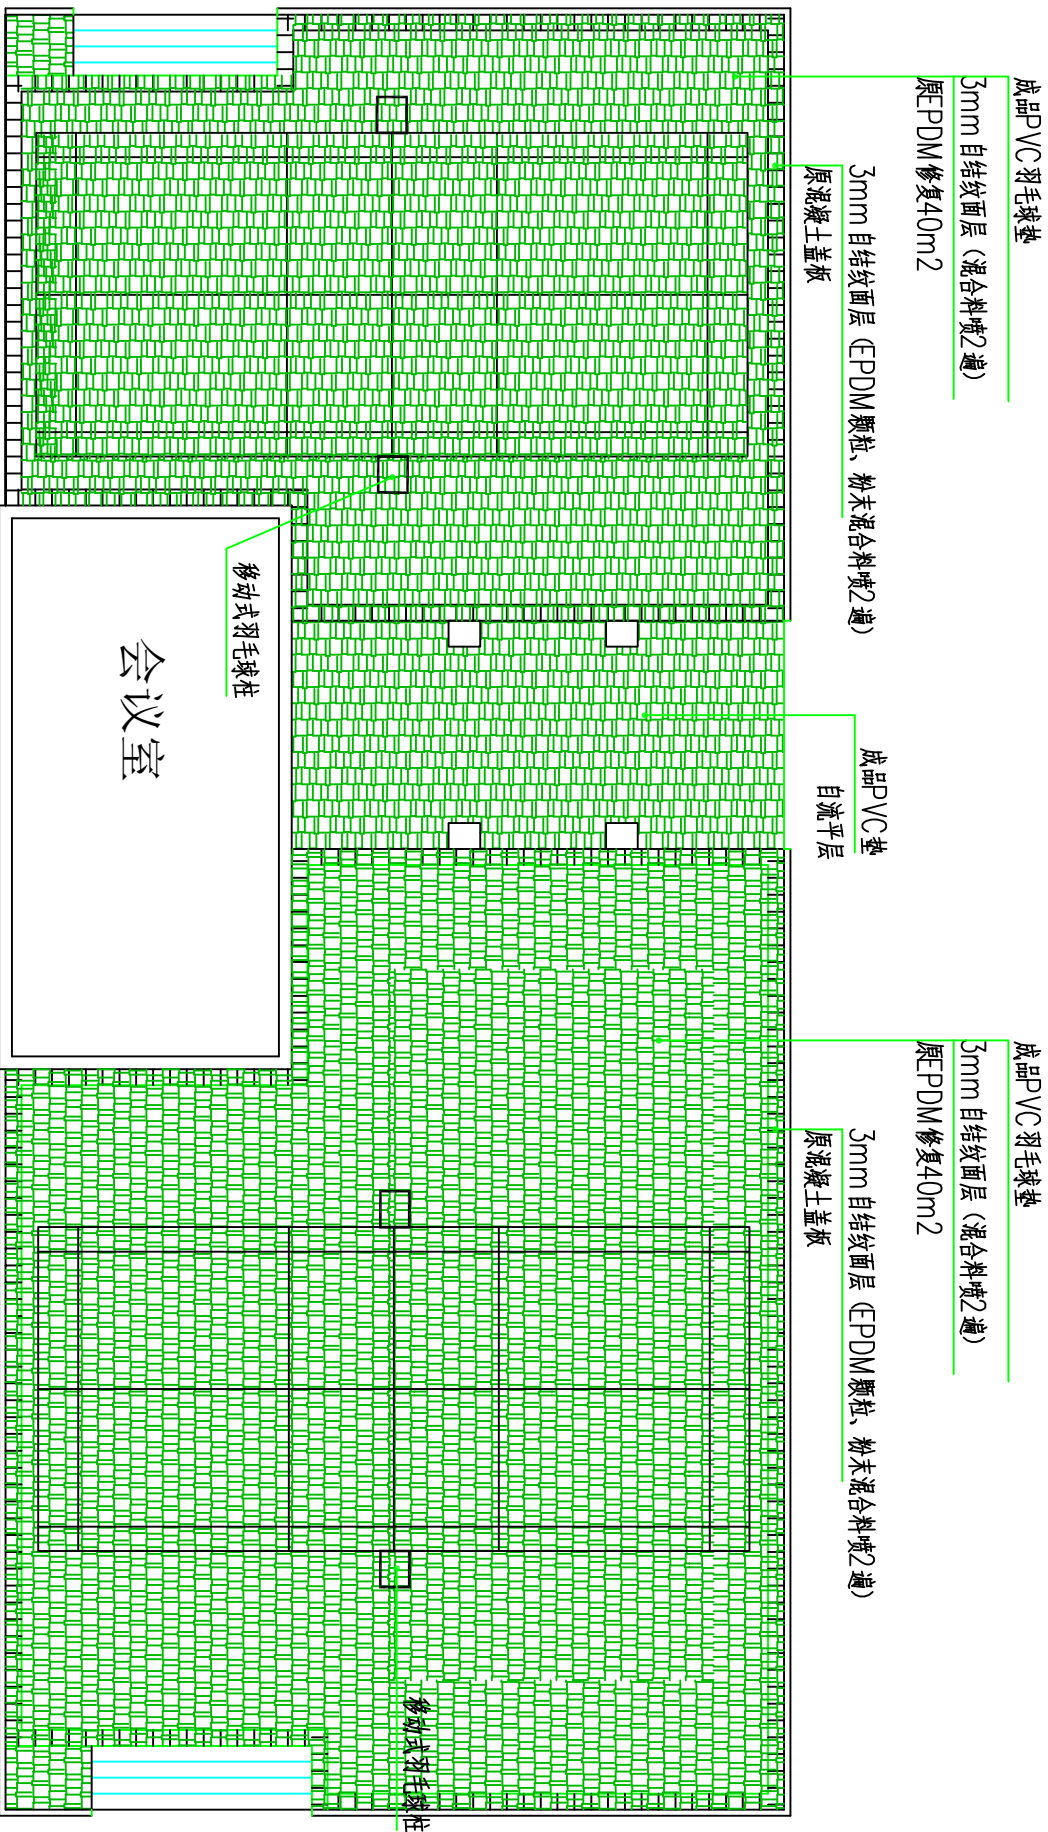 成品PVC羽毛球垫
3mm 自结纹面层（混合料喷2遍）
原EPDM修复40m2
3mm 自结纹面层（EPDM颗粒、粉末混合料喷2遍）
原混凝土盖板
移动式羽毛球柱
会议室
成品PVC垫
自流平层
成品PVC羽毛球垫
3mm 自结纹面层（混合料喷2遍）
原EPDM修复40m2
3mm 自结纹面层（EPDM颗粒、粉末混合料喷2遍）
原混凝土盖板
移动式羽毛球柱